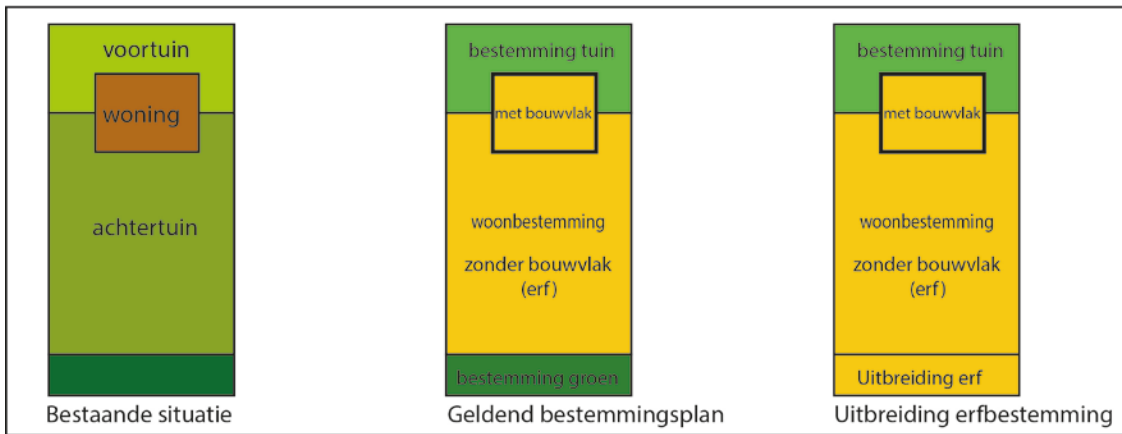 voortuin
woning
achtertuin
Bestaande situatie
bestemming tuin
met bouwvlak
woonbestemming
zonder bouwvlak
(erf)
bestemming groen
Geldend bestemmingsplan
bestemming tuin
met bouwvlak
woonbestemming
zonder bouwvlak
(erf)
Uitbreiding erf
Uitbreiding erfbestemming